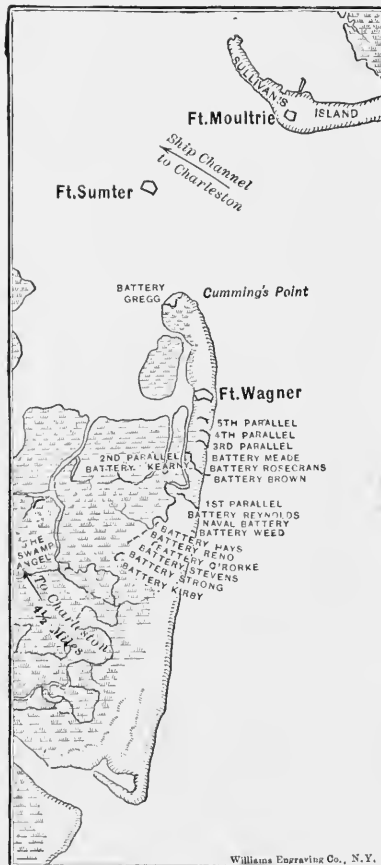 SULLIVAN'S
ISLAND
Ft.Moultrie
Ship Channel
to Charleston
Ft.Sumter
BATTERY
GREGG
Cumming's Point
Ft.Wagner
5TH PARALLEL
4TH PARALLEL
3RD PARALLEL
2ND PARALLEL
BATTERY MEADE
BATTERY KEARNY
BATTERY ROSECRANS
BATTERY BROWN
1ST PARALLEL
BATTERY REYNOLDS
NAVAL BATTERY
BATTERY WEED
BATTERY HAYS
BATTERY RENO
BATTERY O'RORKE
BATTERY STEVENS
BATTERY STRONG
BATTERY KIRBY
THE
SWAMP
ANGEL
To Charleston
4½ Miles
Williams Engraving Co., N.Y.